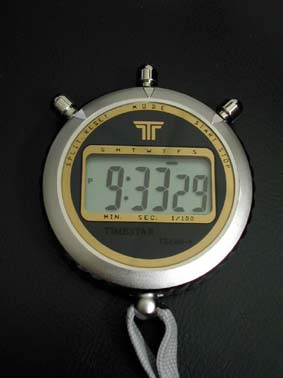 SPLIT·RESET MODE START·STOP
S M T W T F S
P 9:33 29
MIN. SEC. 1/100
TIMESTAR